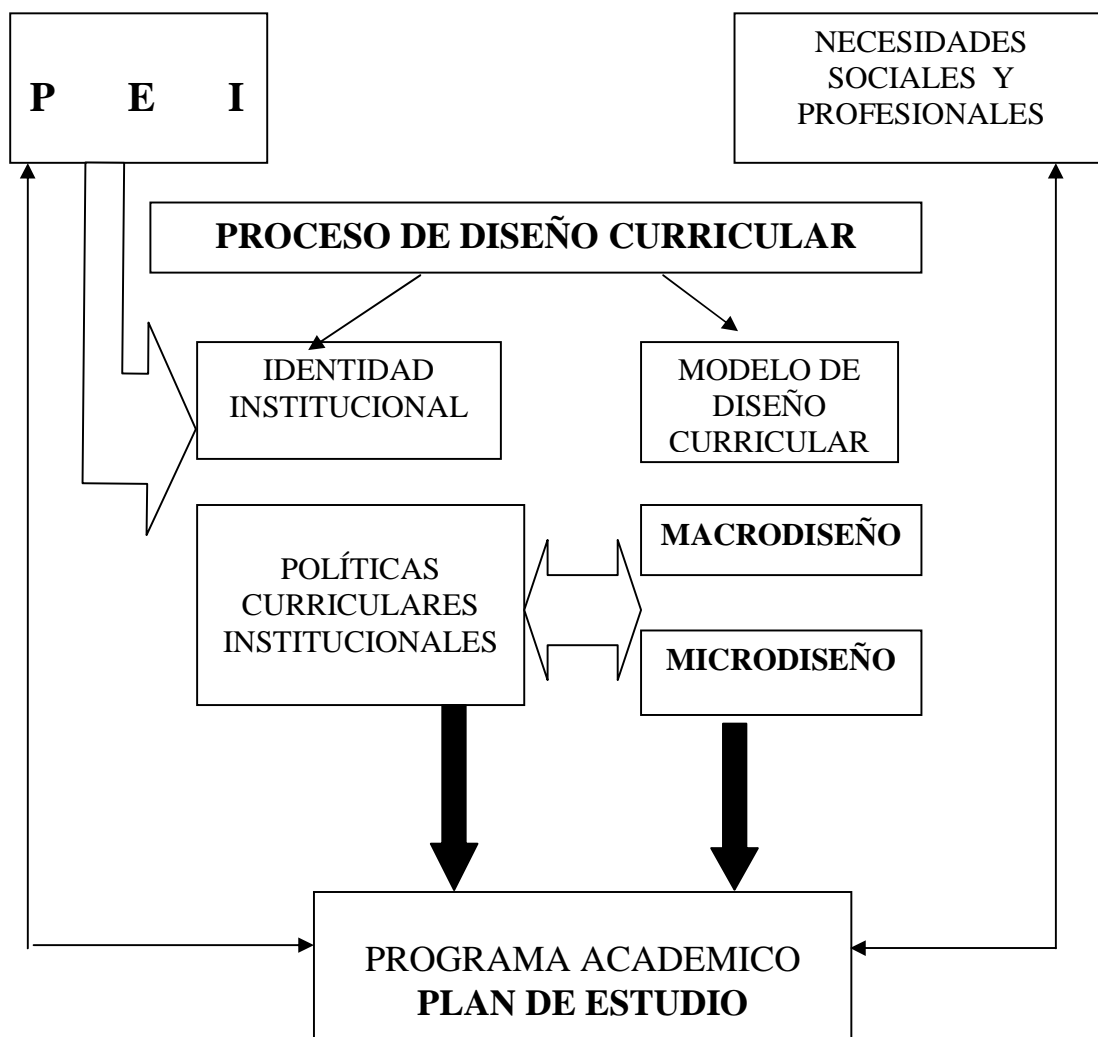 P E I
NECESIDADES
SOCIALES Y
PROFESIONALES
PROCESO DE DISEÑO CURRICULAR
IDENTIDAD
INSTITUCIONAL
MODELO DE
DISEÑO
CURRICULAR
POLÍTICAS
CURRICULARES
INSTITUCIONALES
MACRODISEÑO
MICRODISEÑO
PROGRAMA ACADEMICO
PLAN DE ESTUDIO